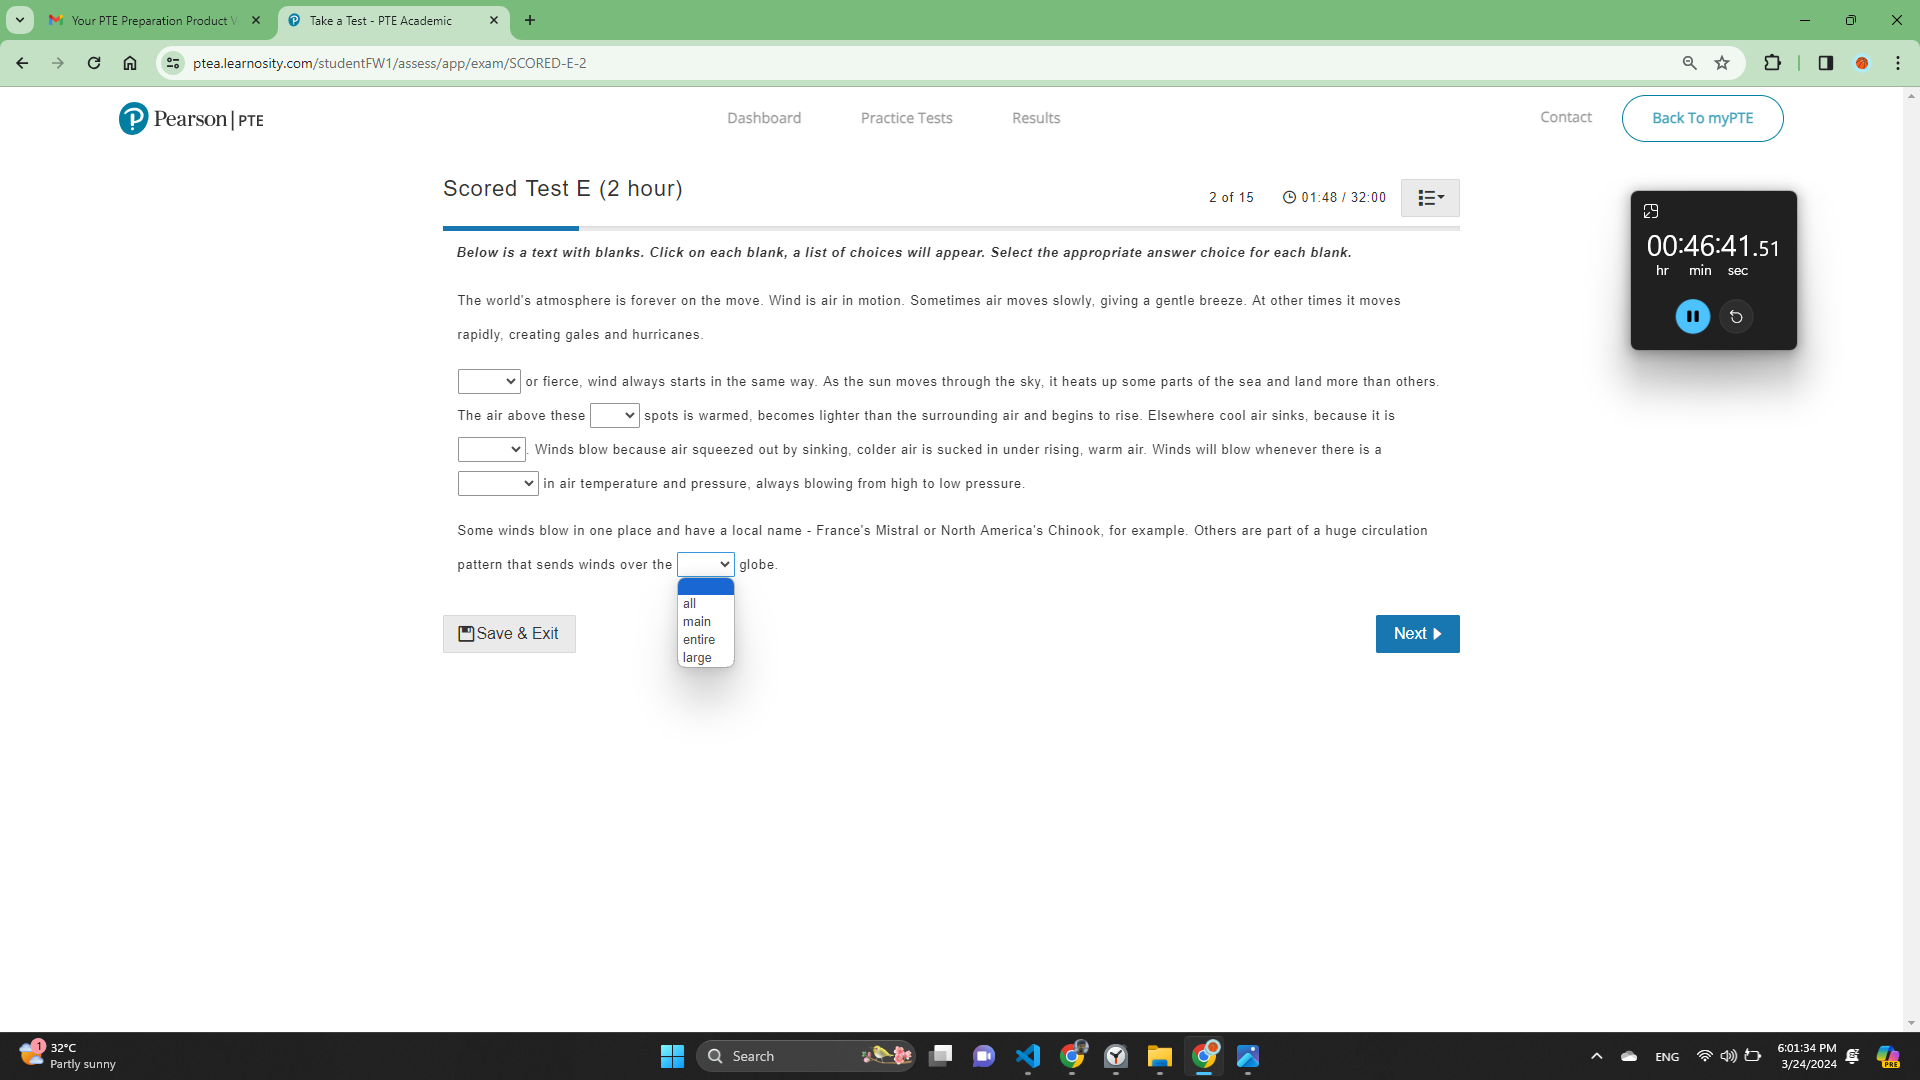 Your PTE Preparation Product V
Take a Test - PTE Academic
ptea.learnosity.com/studentFW1/assess/app/exam/SCORED-E-2
Pearson | PTE
Dashboard
Practice Tests
Results
Contact
Back To myPTE
Scored Test E (2 hour)
2 of 15
01:48 / 32:00
00:46:41.51
hr min sec
Below is a text with blanks. Click on each blank, a list of choices will appear. Select the appropriate answer choice for each blank.
The world's atmosphere is forever on the move. Wind is air in motion. Sometimes air moves slowly, giving a gentle breeze. At other times it moves
rapidly, creating gales and hurricanes.
or fierce, wind always starts in the same way. As the sun moves through the sky, it heats up some parts of the sea and land more than others.
The air above these spots is warmed, becomes lighter than the surrounding air and begins to rise. Elsewhere cool air sinks, because it is
. Winds blow because air squeezed out by sinking, colder air is sucked in under rising, warm air. Winds will blow whenever there is a
in air temperature and pressure, always blowing from high to low pressure.
Some winds blow in one place and have a local name - France's Mistral or North America's Chinook, for example. Others are part of a huge circulation
pattern that sends winds over the globe.
all
main
entire
large
Save & Exit
Next
1
32°C
Partly sunny
Search
ENG
6:01:34 PM
3/24/2024
PRE